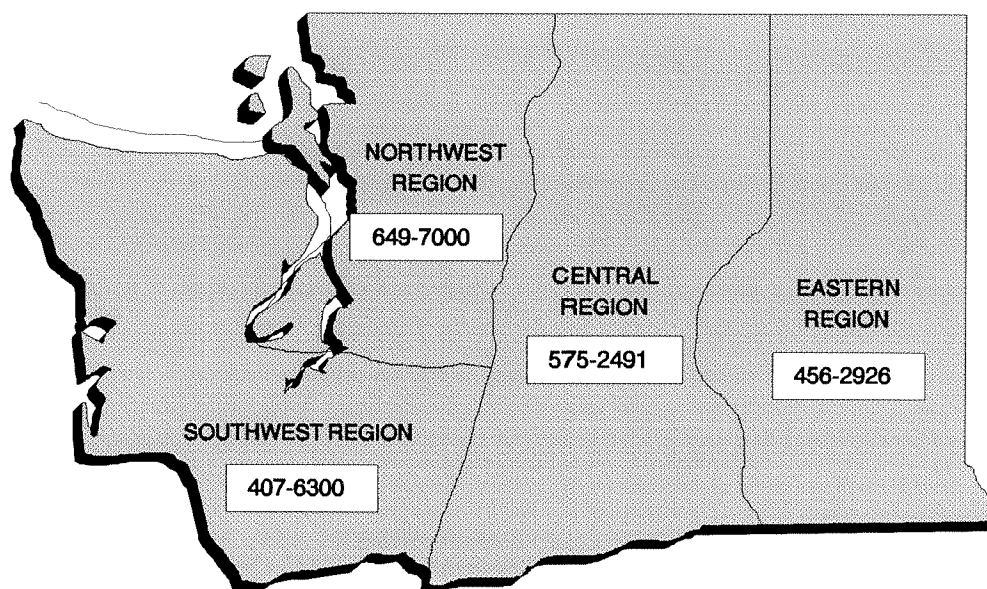 NORTHWEST
REGION
649-7000
CENTRAL
REGION
575-2491
EASTERN
REGION
456-2926
SOUTHWEST REGION
407-6300